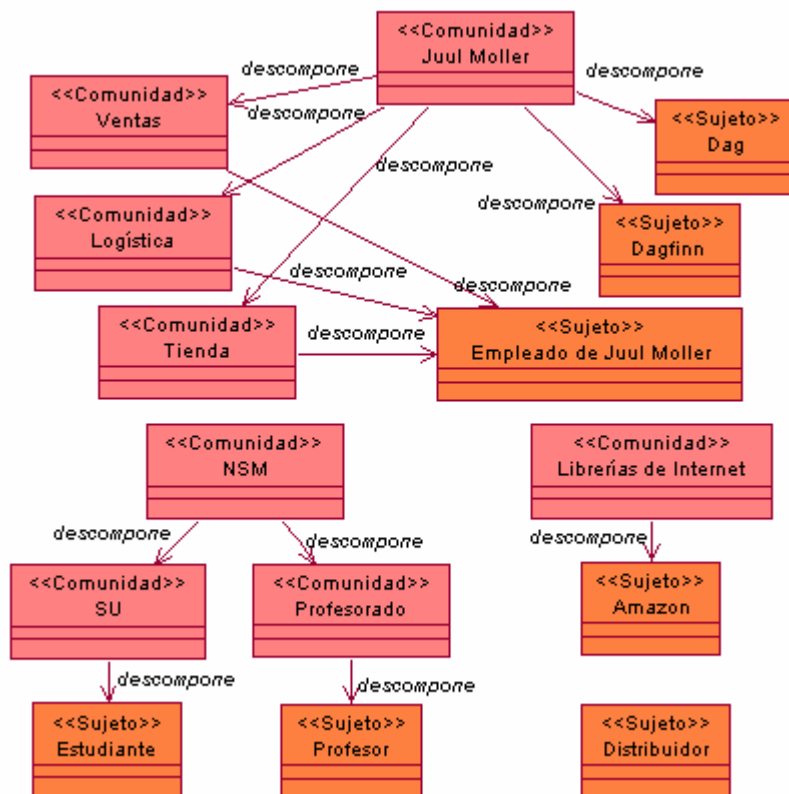 <<Comunidad>>
Juul Moller
descompone
descompone
<<Comunidad>>
Ventas
descompone
<<Sujeto>>
Dag
descompone
<<Comunidad>>
Logística
descompone
<<Sujeto>>
Dagfinn
descompone
descompone
<<Comunidad>>
Tienda
descompone
<<Sujeto>>
Empleado de Juul Moller
<<Comunidad>>
NSM
<<Comunidad>>
Librerías de Internet
descompone
descompone
descompone
<<Comunidad>>
SU
<<Comunidad>>
Profesorado
<<Sujeto>>
Amazon
descompone
descompone
<<Sujeto>>
Estudiante
<<Sujeto>>
Profesor
<<Sujeto>>
Distribuidor